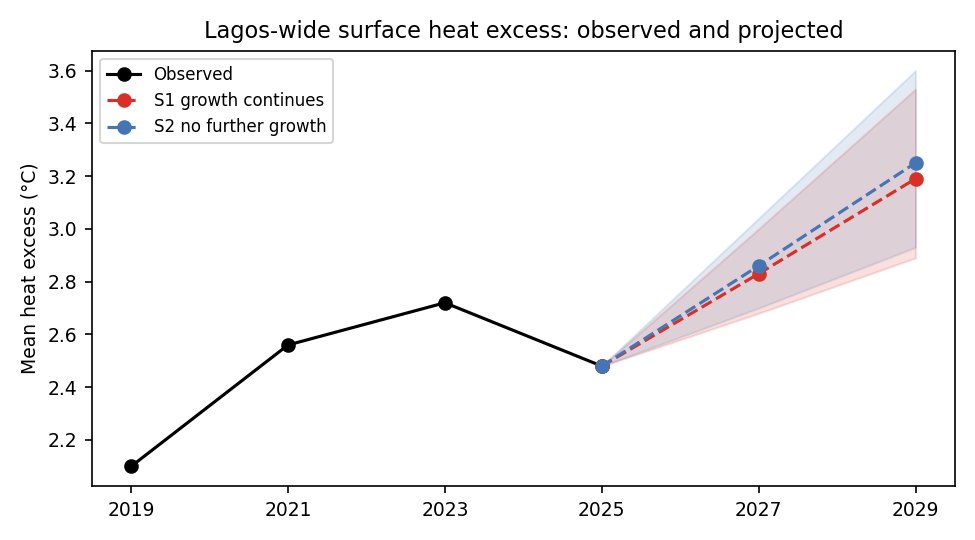 Lagos-wide surface heat excess: observed and projected
Observed
S1 growth continues
S2 no further growth
Mean heat excess (°C)
3.6
3.4
3.2
3.0
2.8
2.6
2.4
2.2
2019
2021
2023
2025
2027
2029